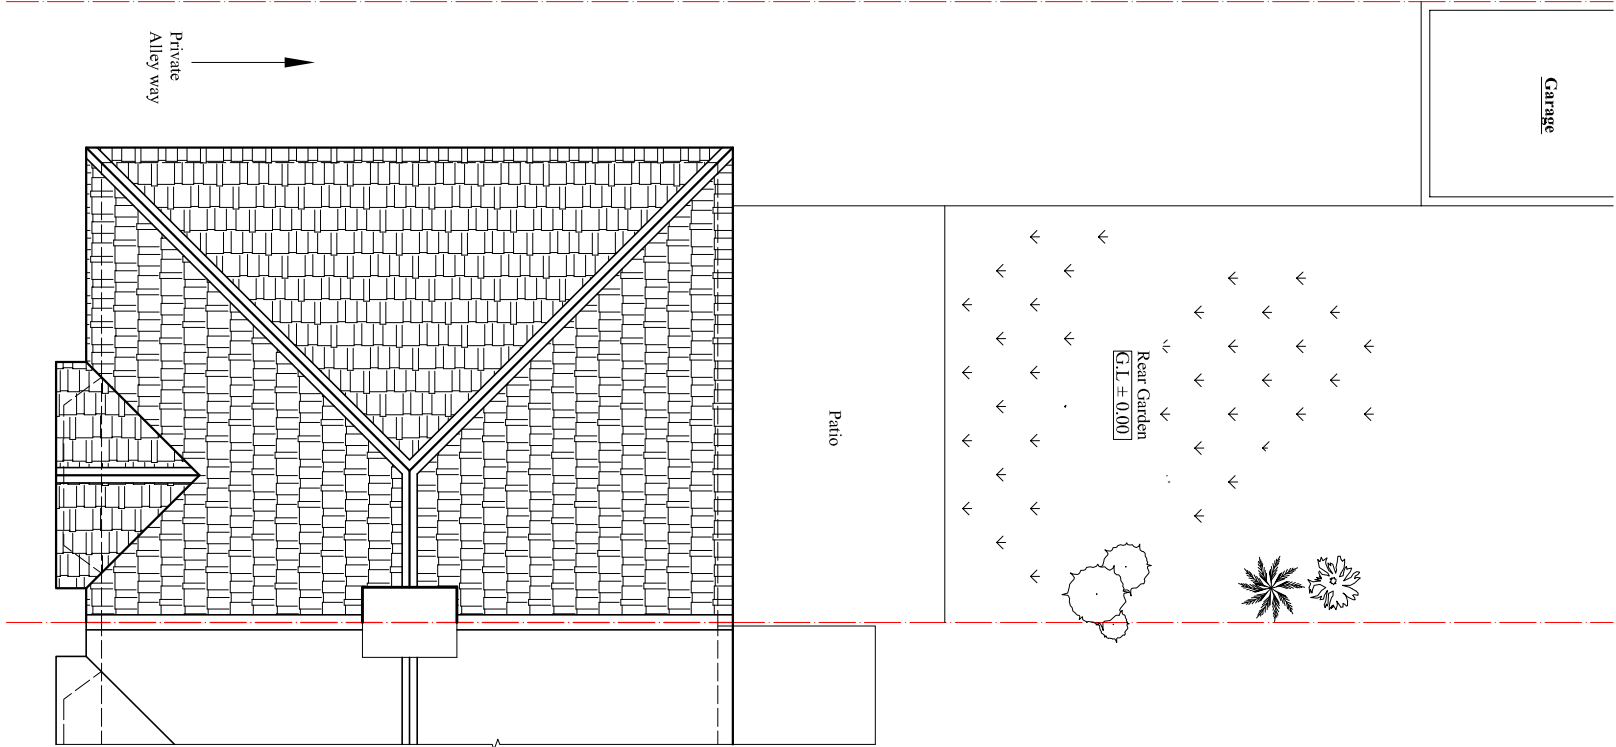 Private
Alley way
Garage
Patio
Rear Garden
G.L ± 0.00